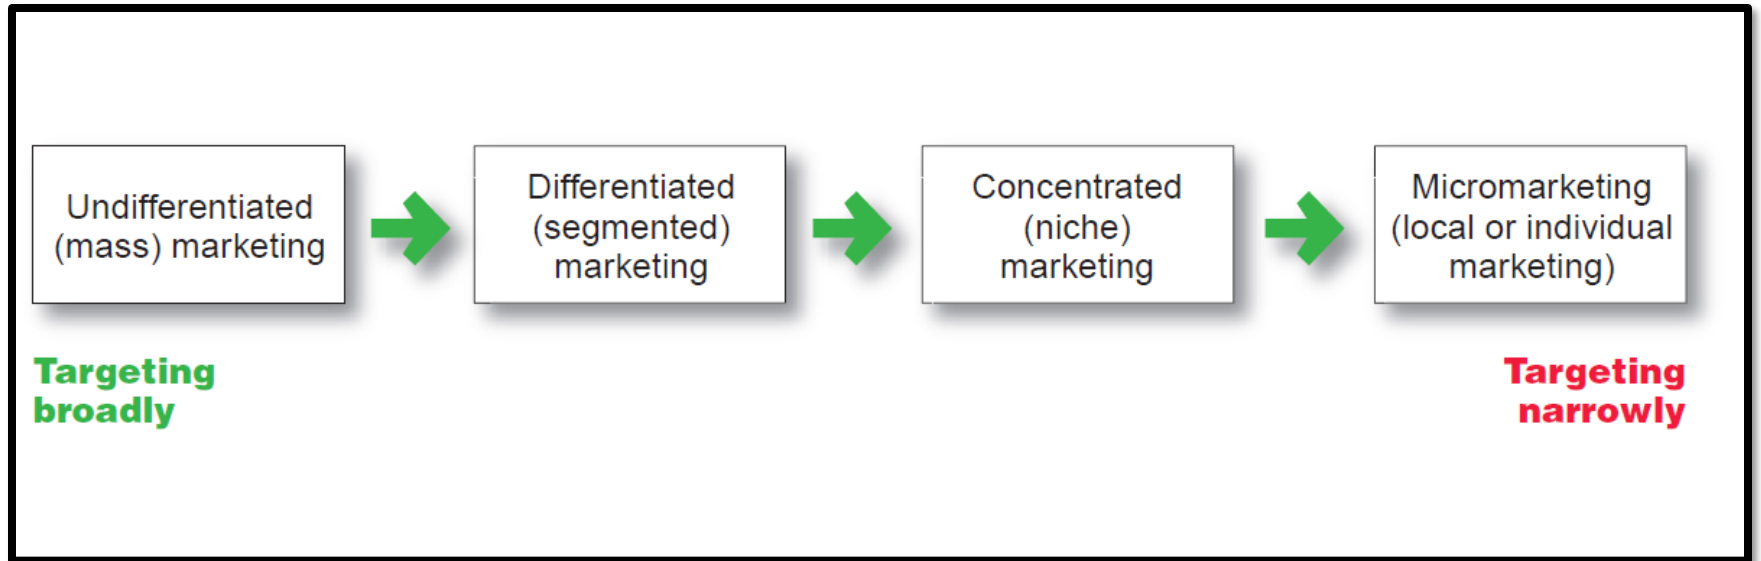 Undifferentiated
(mass) marketing
Differentiated
(segmented)
marketing
Concentrated
(niche)
marketing
Micromarketing
(local or individual
marketing)
Targeting
broadly
Targeting
narrowly